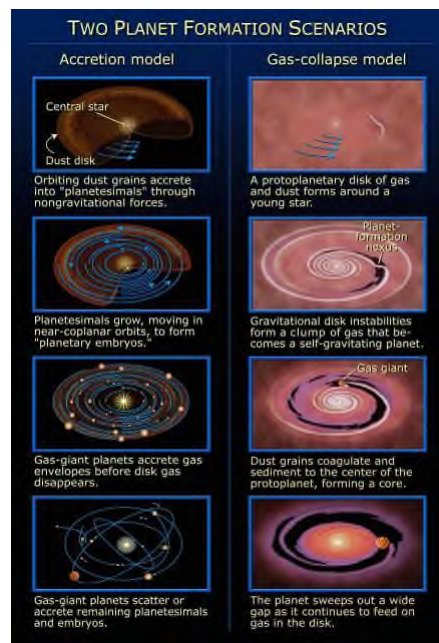 TWO PLANET FORMATION SCENARIOS
Accretion model
Central star
Dust disk
Orbiting dust grains accrete
into "planetesimals" through
nongravitational forces.
Planetesimals grow, moving in
near-coplanar orbits, to form
"planetary embryos."
Gas-giant planets accrete gas
envelopes before disk gas
disappears.
Gas-giant planets scatter or
accrete remaining planetesimals
and embryos.
Gas-collapse model
A protoplanetary disk of gas
and dust forms around a
young star.
Planet-
formation
nexus
Gravitational disk instabilities
form a clump of gas that be-
comes a self-gravitating planet.
Gas giant
Dust grains coagulate and
sediment to the center of the
protoplanet, forming a core.
The planet sweeps out a wide
gap as it continues to feed on
gas in the disk.